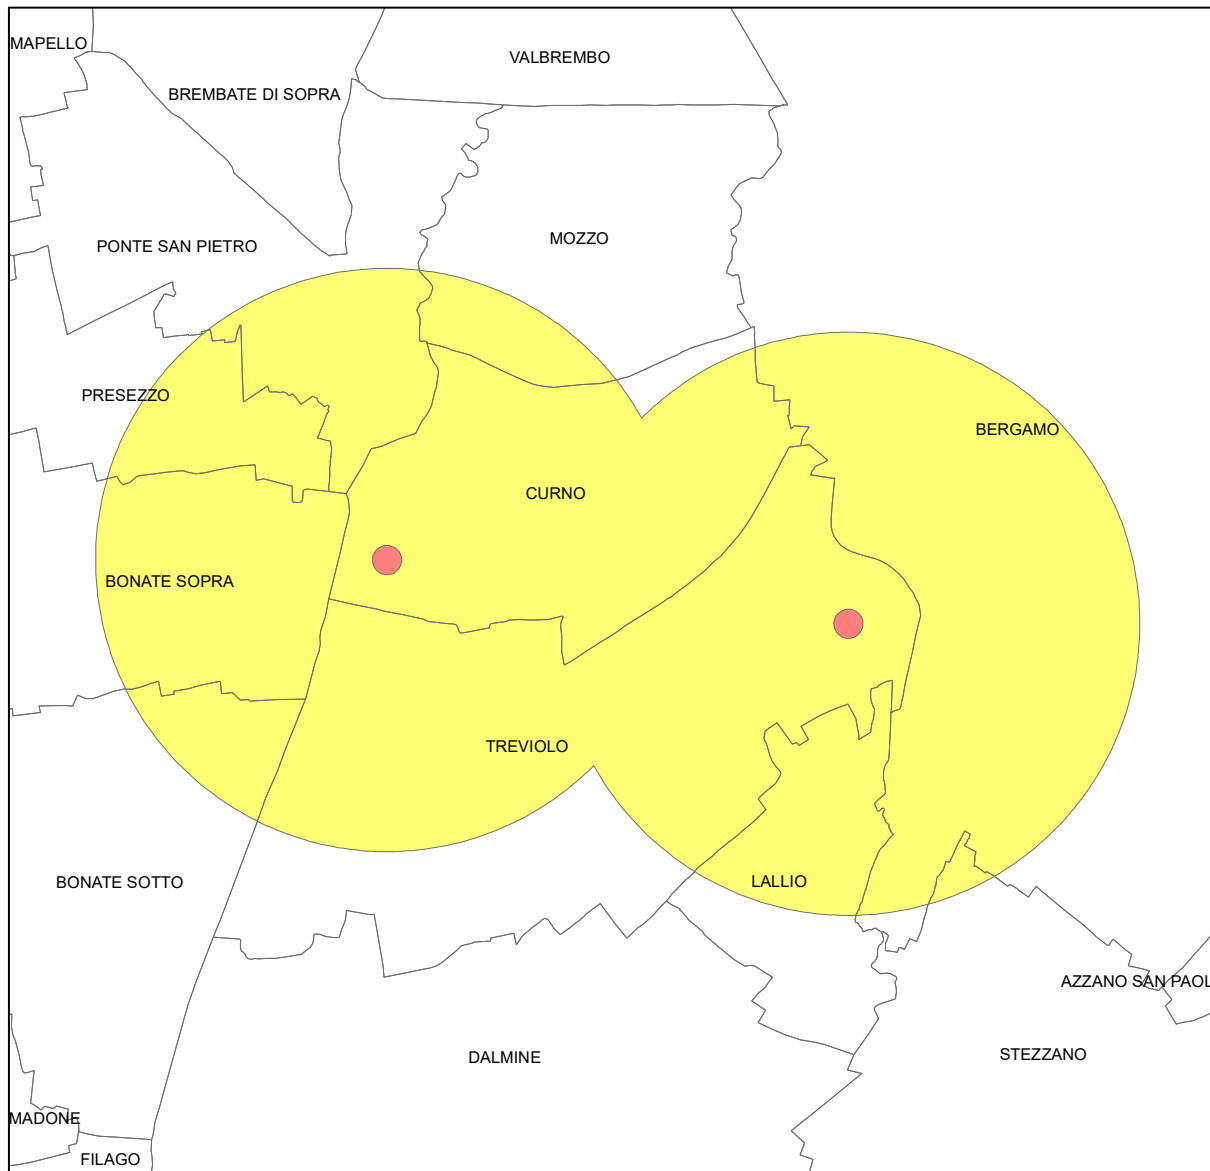 MAPELLO
VALBREMBO
BREMBATE DI SOPRA
PONTE SAN PIETRO
MOZZO
PRESEZZO
BERGAMO
CURNO
BONATE SOPRA
TREVIOLO
BONATE SOTTO
LALLIO
AZZANO SAN PAOL
DALMINE
STEZZANO
MADONE
FILAGO